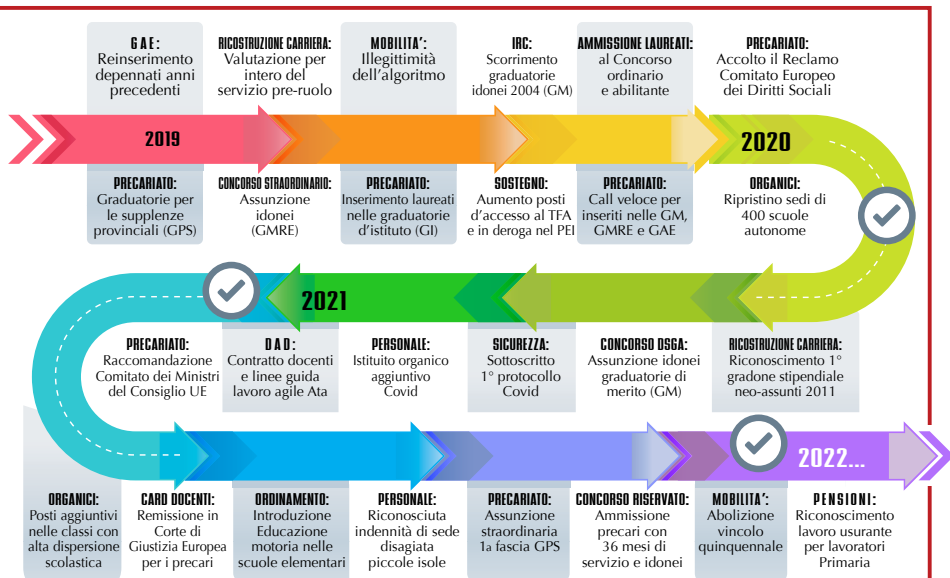 GAE:
Reinserimento
depennati anni
precedenti
RICOSTRUZIONE CARRIERA:
Valutazione per
intero del
servizio pre-ruolo
MOBILITA':
Illegittimità
dell'algoritmo
IRC:
Scorrimento
graduatorie
idonei 2004 (GM)
AMMISSIONE LAUREATI:
al Concorso
ordinario
e abilitante
PRECARIATO:
Accolto il Reclamo
Comitato Europeo
dei Diritti Sociali
2019
2020
PRECARIATO:
Graduatorie per
le supplenze
provinciali (GPS)
CONCORSO STRAORDINARIO:
Assunzione
idonei
(GMRE)
PRECARIATO:
Inserimento laureati
nelle graduatorie
d'istituto (GI)
SOSTEGNO:
Aumento posti
d'accesso al TFA
e in deroga nel PEI
PRECARIATO:
Call veloce per
inseriti nelle GM,
GMRE e GAE
ORGANICI:
Ripristino sedi di
400 scuole
autonome
2021
PRECARIATO:
Raccomandazione
Comitato dei Ministri
del Consiglio UE
DAD:
Contratto docenti
e linee guida
lavoro agile Ata
PERSONALE:
Istituito organico
aggiuntivo
Covid
SICUREZZA:
Sottoscritto
1° protocollo
Covid
CONCORSO DSGA:
Assunzione idonei
graduatorie di
merito (GM)
RICOSTRUZIONE CARRIERA:
Riconoscimento 1°
gradone stipendiale
neo-assunti 2011
2022...
ORGANICI:
Posti aggiuntivi
nelle classi con
alta dispersione
scolastica
CARD DOCENTI:
Remissione in
Corte di
Giustizia Europea
per i precari
ORDINAMENTO:
Introduzione
Educazione
motoria nelle
scuole elementari
PERSONALE:
Riconosciuta
indennità di sede
disagiata
piccole isole
PRECARIATO:
Assunzione
straordinaria
1a fascia GPS
CONCORSO RISERVATO:
Ammissione
precari con
36 mesi di
servizio e idonei
MOBILITA':
Abolizione
vincolo
quinquennale
PENSIONI:
Riconoscimento
lavoro usurante
per lavoratori
Primaria